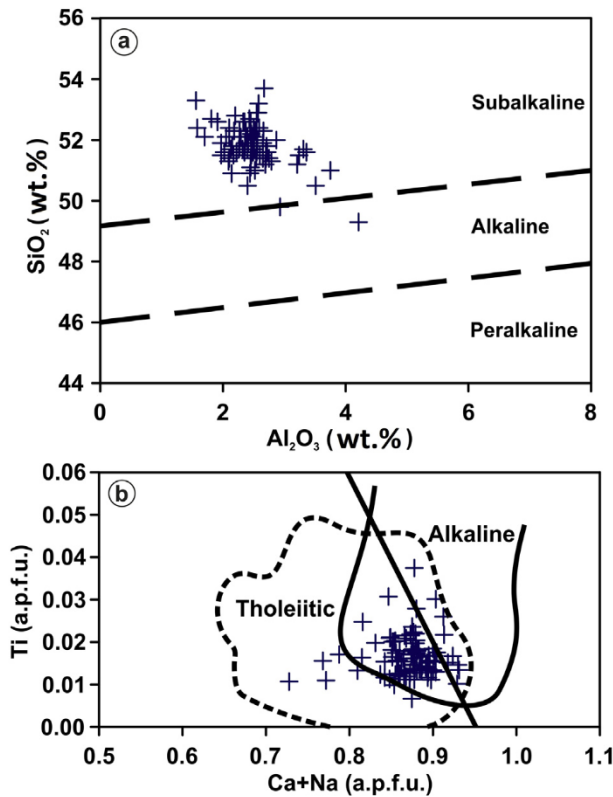 a
56
54
52
50
48
46
44
SiO₂ (wt.%)
Subalkaline
Alkaline
Peralkaline
0
2
4
6
8
Al₂O₃ (wt.%)
b
0.06
0.05
0.04
0.03
0.02
0.01
0.00
Ti (a.p.f.u.)
Alkaline
Tholeiitic
0.5
0.6
0.7
0.8
0.9
1.0
1.1
Ca+Na (a.p.f.u.)